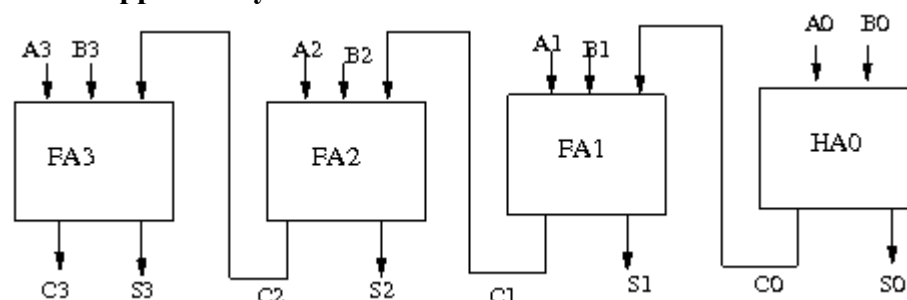 A3 B3 A2 B2 A1 B1 A0 B0
FA3 FA2 FA1 HA0
C3 S3 C2 S2 C1 S1 C0 S0